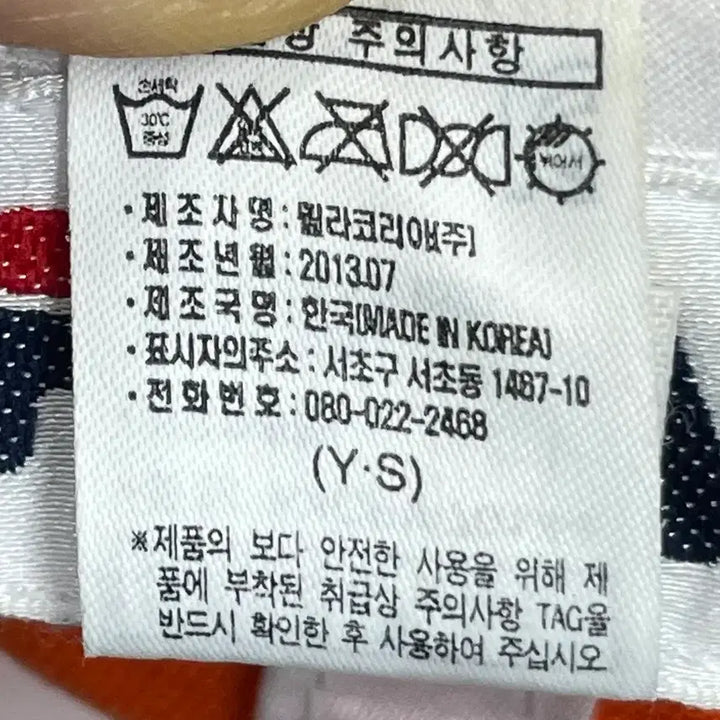 주의사항
손세탁
30℃
중성
뉘어서
· 제조자명 : 휠라코리아(주)
· 제조년월 : 2013.07
· 제조국명 : 한국(MADE IN KOREA)
· 표시자의주소 : 서초구 서초동 1467-10
· 전화번호 : 080-022-2468
(Y·S)
※제품의 보다 안전한 사용을 위해 제
품에 부착된 취급상 주의사항 TAG을
반드시 확인한 후 사용하여 주십시오